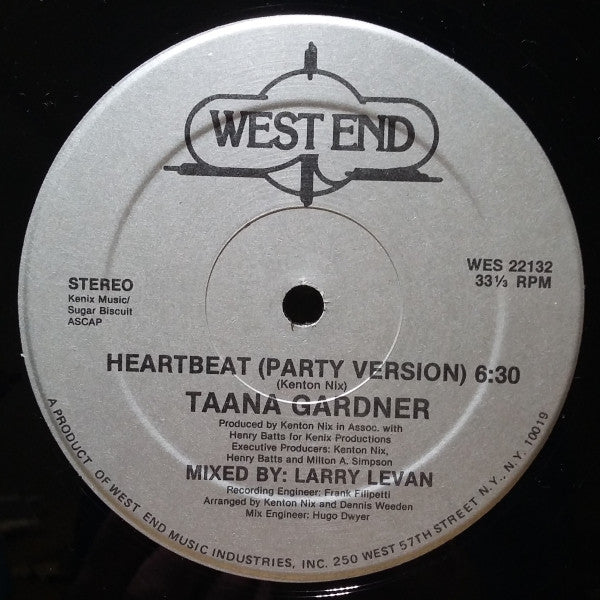 WEST END
STEREO
Kenix Music/
Sugar Biscuit
ASCAP
WES 22132
33⅓ RPM
HEARTBEAT (PARTY VERSION) 6:30
(Kenton Nix)
TAANA GARDNER
Produced by Kenton Nix in Assoc. with
Henry Batts for Kenix Productions
Executive Producers: Kenton Nix,
Henry Batts and Milton A. Simpson
MIXED BY: LARRY LEVAN
Recording Engineer: Frank Filipetti
Arranged by Kenton Nix and Dennis Weeden
Mix Engineer: Hugo Dwyer
A PRODUCT OF WEST END MUSIC INDUSTRIES, INC. 250 WEST 57TH STREET N.Y., N.Y. 10019